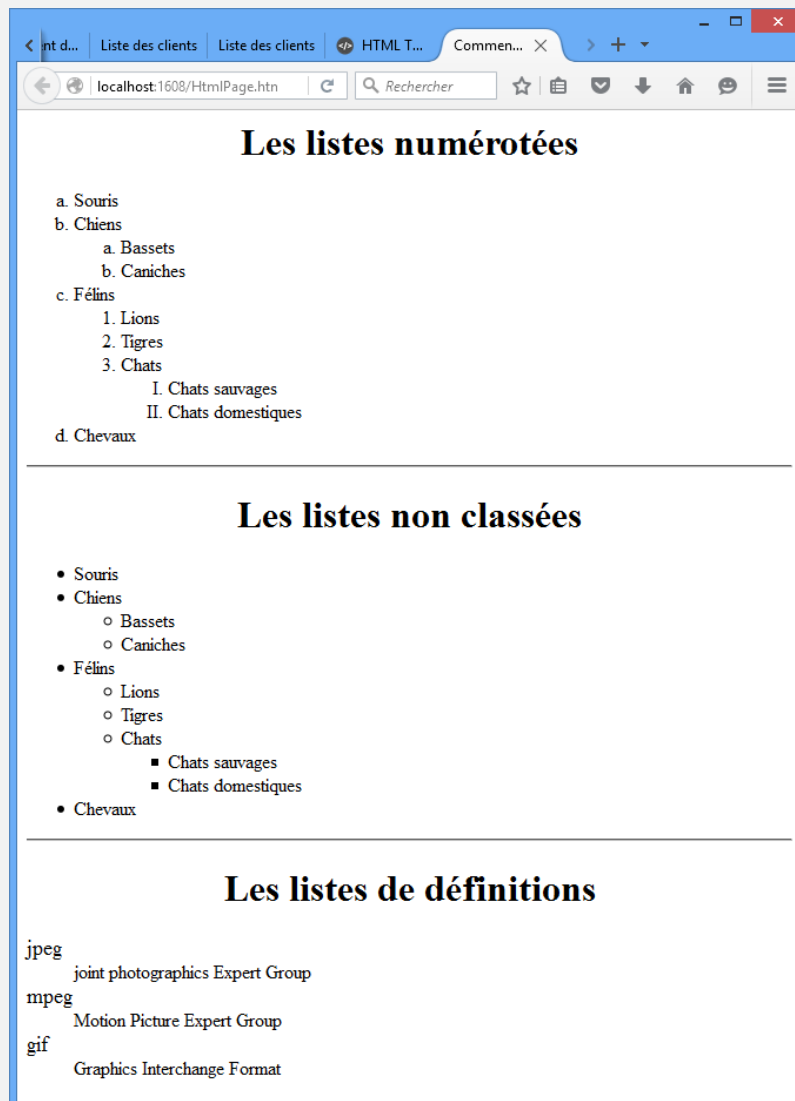 nt d... Liste des clients Liste des clients HTML T... Commen...
localhost:1608/HtmlPage.htn Rechercher
Les listes numérotées
a. Souris
b. Chiens
a. Bassets
b. Caniches
c. Félins
1. Lions
2. Tigres
3. Chats
I. Chats sauvages
II. Chats domestiques
d. Chevaux
Les listes non classées
Souris
Chiens
Bassets
Caniches
Félins
Lions
Tigres
Chats
Chats sauvages
Chats domestiques
Chevaux
Les listes de définitions
jpeg
joint photographics Expert Group
mpeg
Motion Picture Expert Group
gif
Graphics Interchange Format